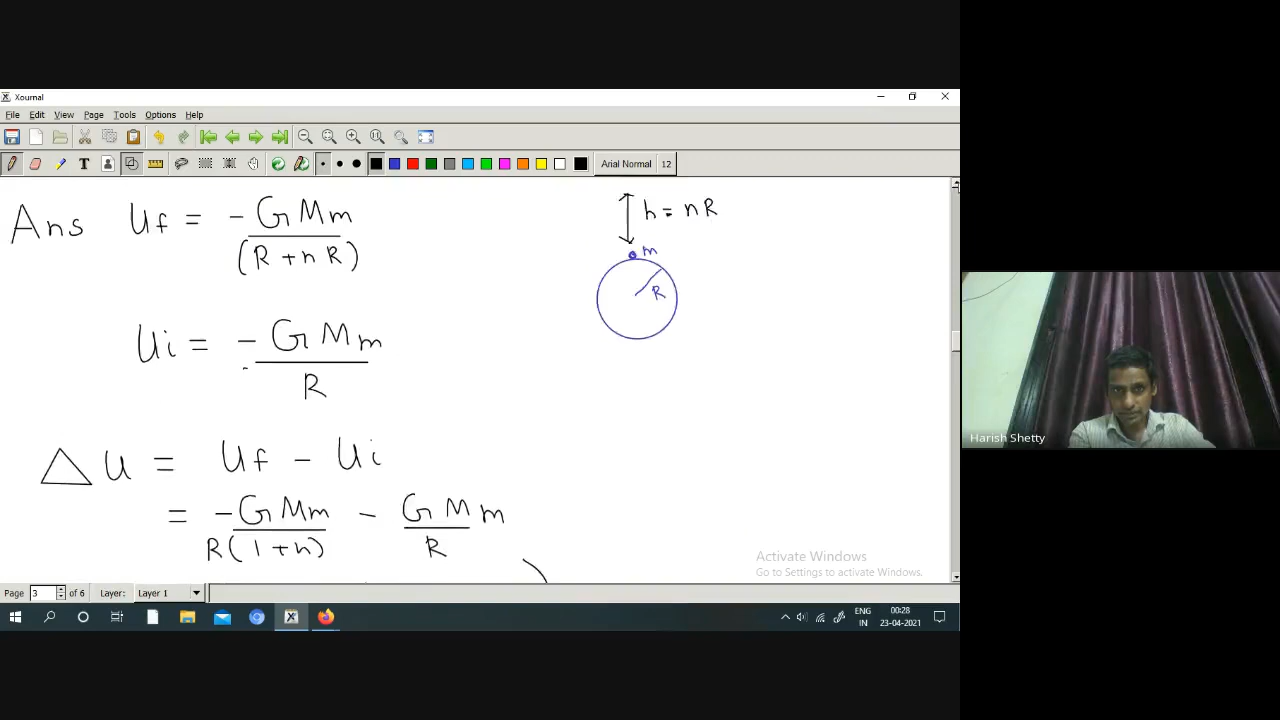 Xournal
File Edit View Page Tools Options Help
T Arial Normal 12
Ans Uf = -GMm
(R+nR)
h = nR
m
R
Ui = -GMm
R
△U = Uf - Ui
= -GMm - GMm
R(1+n) R
Harish Shetty
Activate Windows
Go to Settings to activate Windows.
Page 3 of 6 Layer: Layer 1
ENG 00:28
IN 23-04-2021